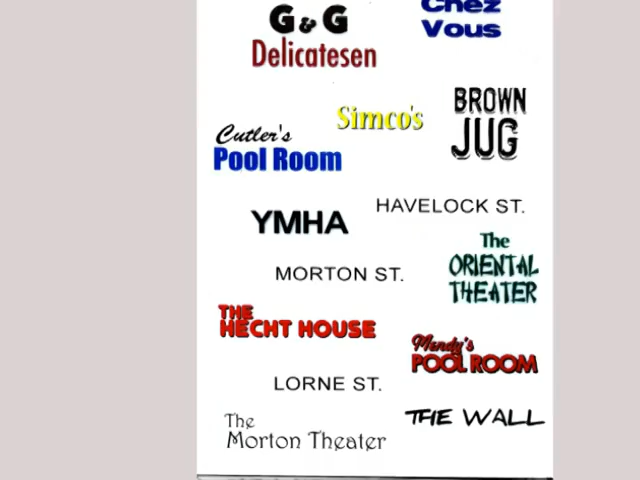 G & G
Delicatesen
Chez
Vous
Simco's
BROWN
JUG
Cutler's
Pool Room
HAVELOCK ST.
YMHA
The
ORIENTAL
THEATER
MORTON ST.
THE
HECHT HOUSE
Mendy's
POOL ROOM
LORNE ST.
THE WALL
The
Morton Theater